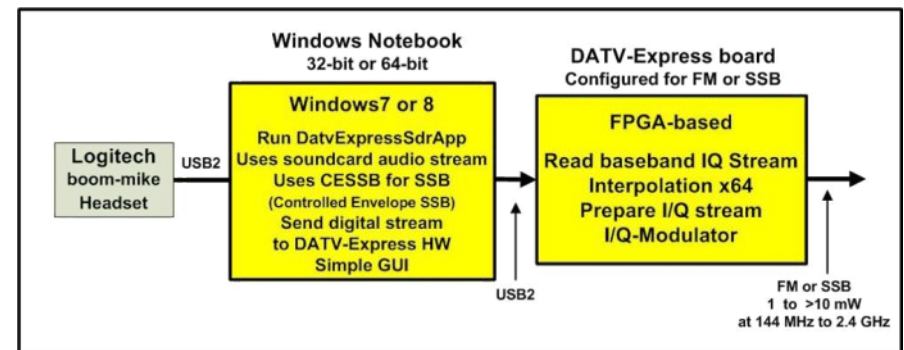 Windows Notebook
32-bit or 64-bit
Windows7 or 8
Run DatvExpressSdrApp
Uses soundcard audio stream
Uses CESSB for SSB
(Controlled Envelope SSB)
Send digital stream
to DATV-Express HW
Simple GUI
Logitech
boom-mike
Headset
USB2
USB2
DATV-Express board
Configured for FM or SSB
FPGA-based
Read baseband IQ Stream
Interpolation x64
Prepare I/Q stream
I/Q-Modulator
FM or SSB
1 to >10 mW
at 144 MHz to 2.4 GHz